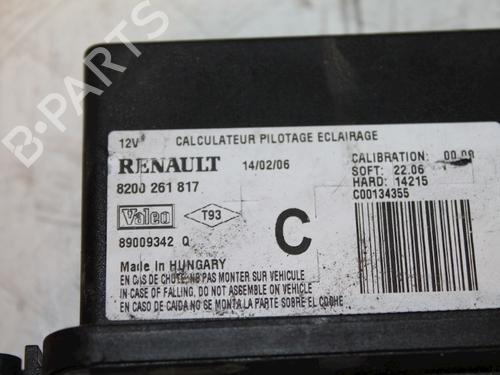 B-PARTS
12V CALCULATEUR PILOTAGE ECLAIRAGE
RENAULT 14/02/06
8200 261 817
CALIBRATION: 00.00
SOFT: 22.06
HARD: 14215
C00134355
Valeo T93
89009342 Q
C
Made In HUNGARY
EN CAS DE CHUTE, NE PAS MONTER SUR VEHICULE
IN CASE OF FALLING, DO NOT ASSEMBLE ON VEHICLE
EN CASO DE CAIDA NO SE MONTA LA PARTE SOBRE EL COCHE